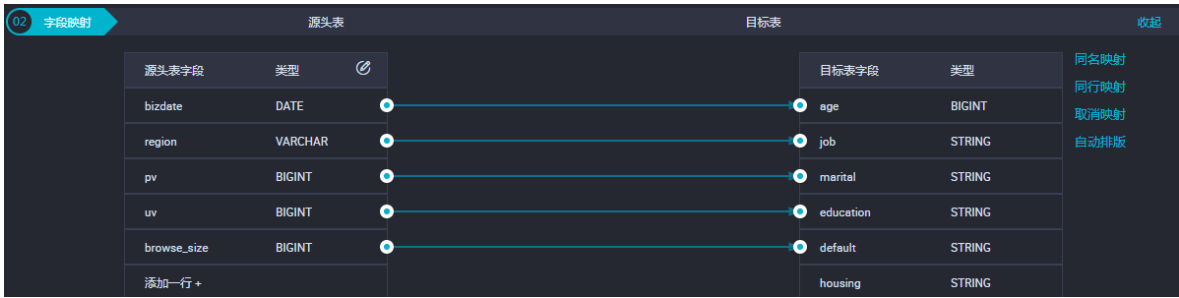 02 字段映射 源头表 目标表 收起
源头表字段 类型 目标表字段 类型 同名映射
bizdate DATE age BIGINT 同行映射
region VARCHAR job STRING 取消映射
自动排版
pv BIGINT marital STRING
uv BIGINT education STRING
browse_size BIGINT default STRING
添加一行 + housing STRING